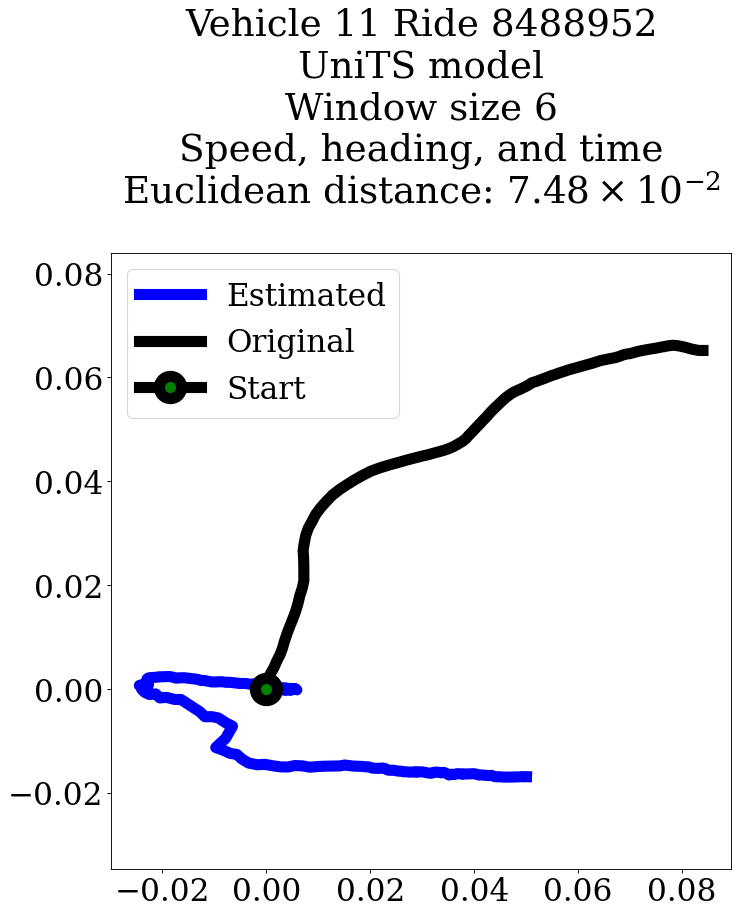 Vehicle 11 Ride 8488952
UniTS model
Window size 6
Speed, heading, and time
Euclidean distance: 7.48 × 10⁻²
Estimated
Original
Start
0.08
0.06
0.04
0.02
0.00
−0.02
−0.02 0.00 0.02 0.04 0.06 0.08